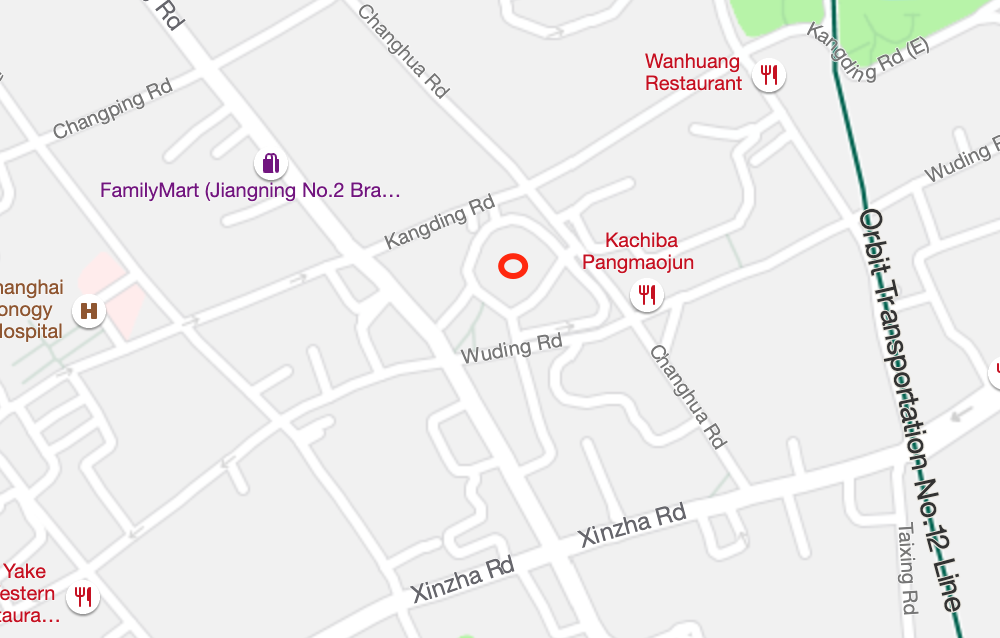 Rd
Changhua Rd
Kangding Rd (E)
Wanhuang
Restaurant
Changping Rd
Wuding R
FamilyMart (Jiangning No.2 Bra…
Kangding Rd
Kachiba
Pangmaojun
Orbit Transportation No.12 Line
hanghai
onogy
Hospital
H
Wuding Rd
Changhua Rd
Xinzha Rd
Xinzha Rd
Taixing Rd
Yake
estern
taura…